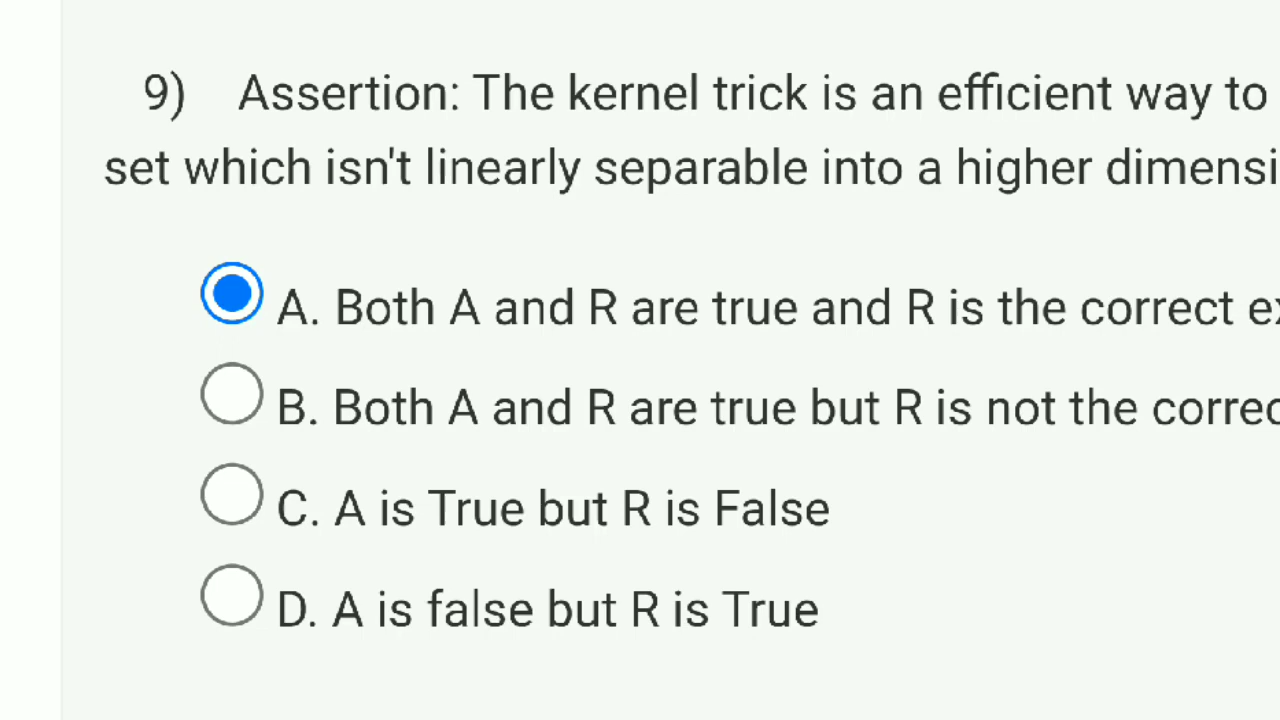 9) Assertion: The kernel trick is an efficient way to
set which isn't linearly separable into a higher dimensi
A. Both A and R are true and R is the correct
B. Both A and R are true but R is not the correc
C. A is True but R is False
D. A is false but R is True